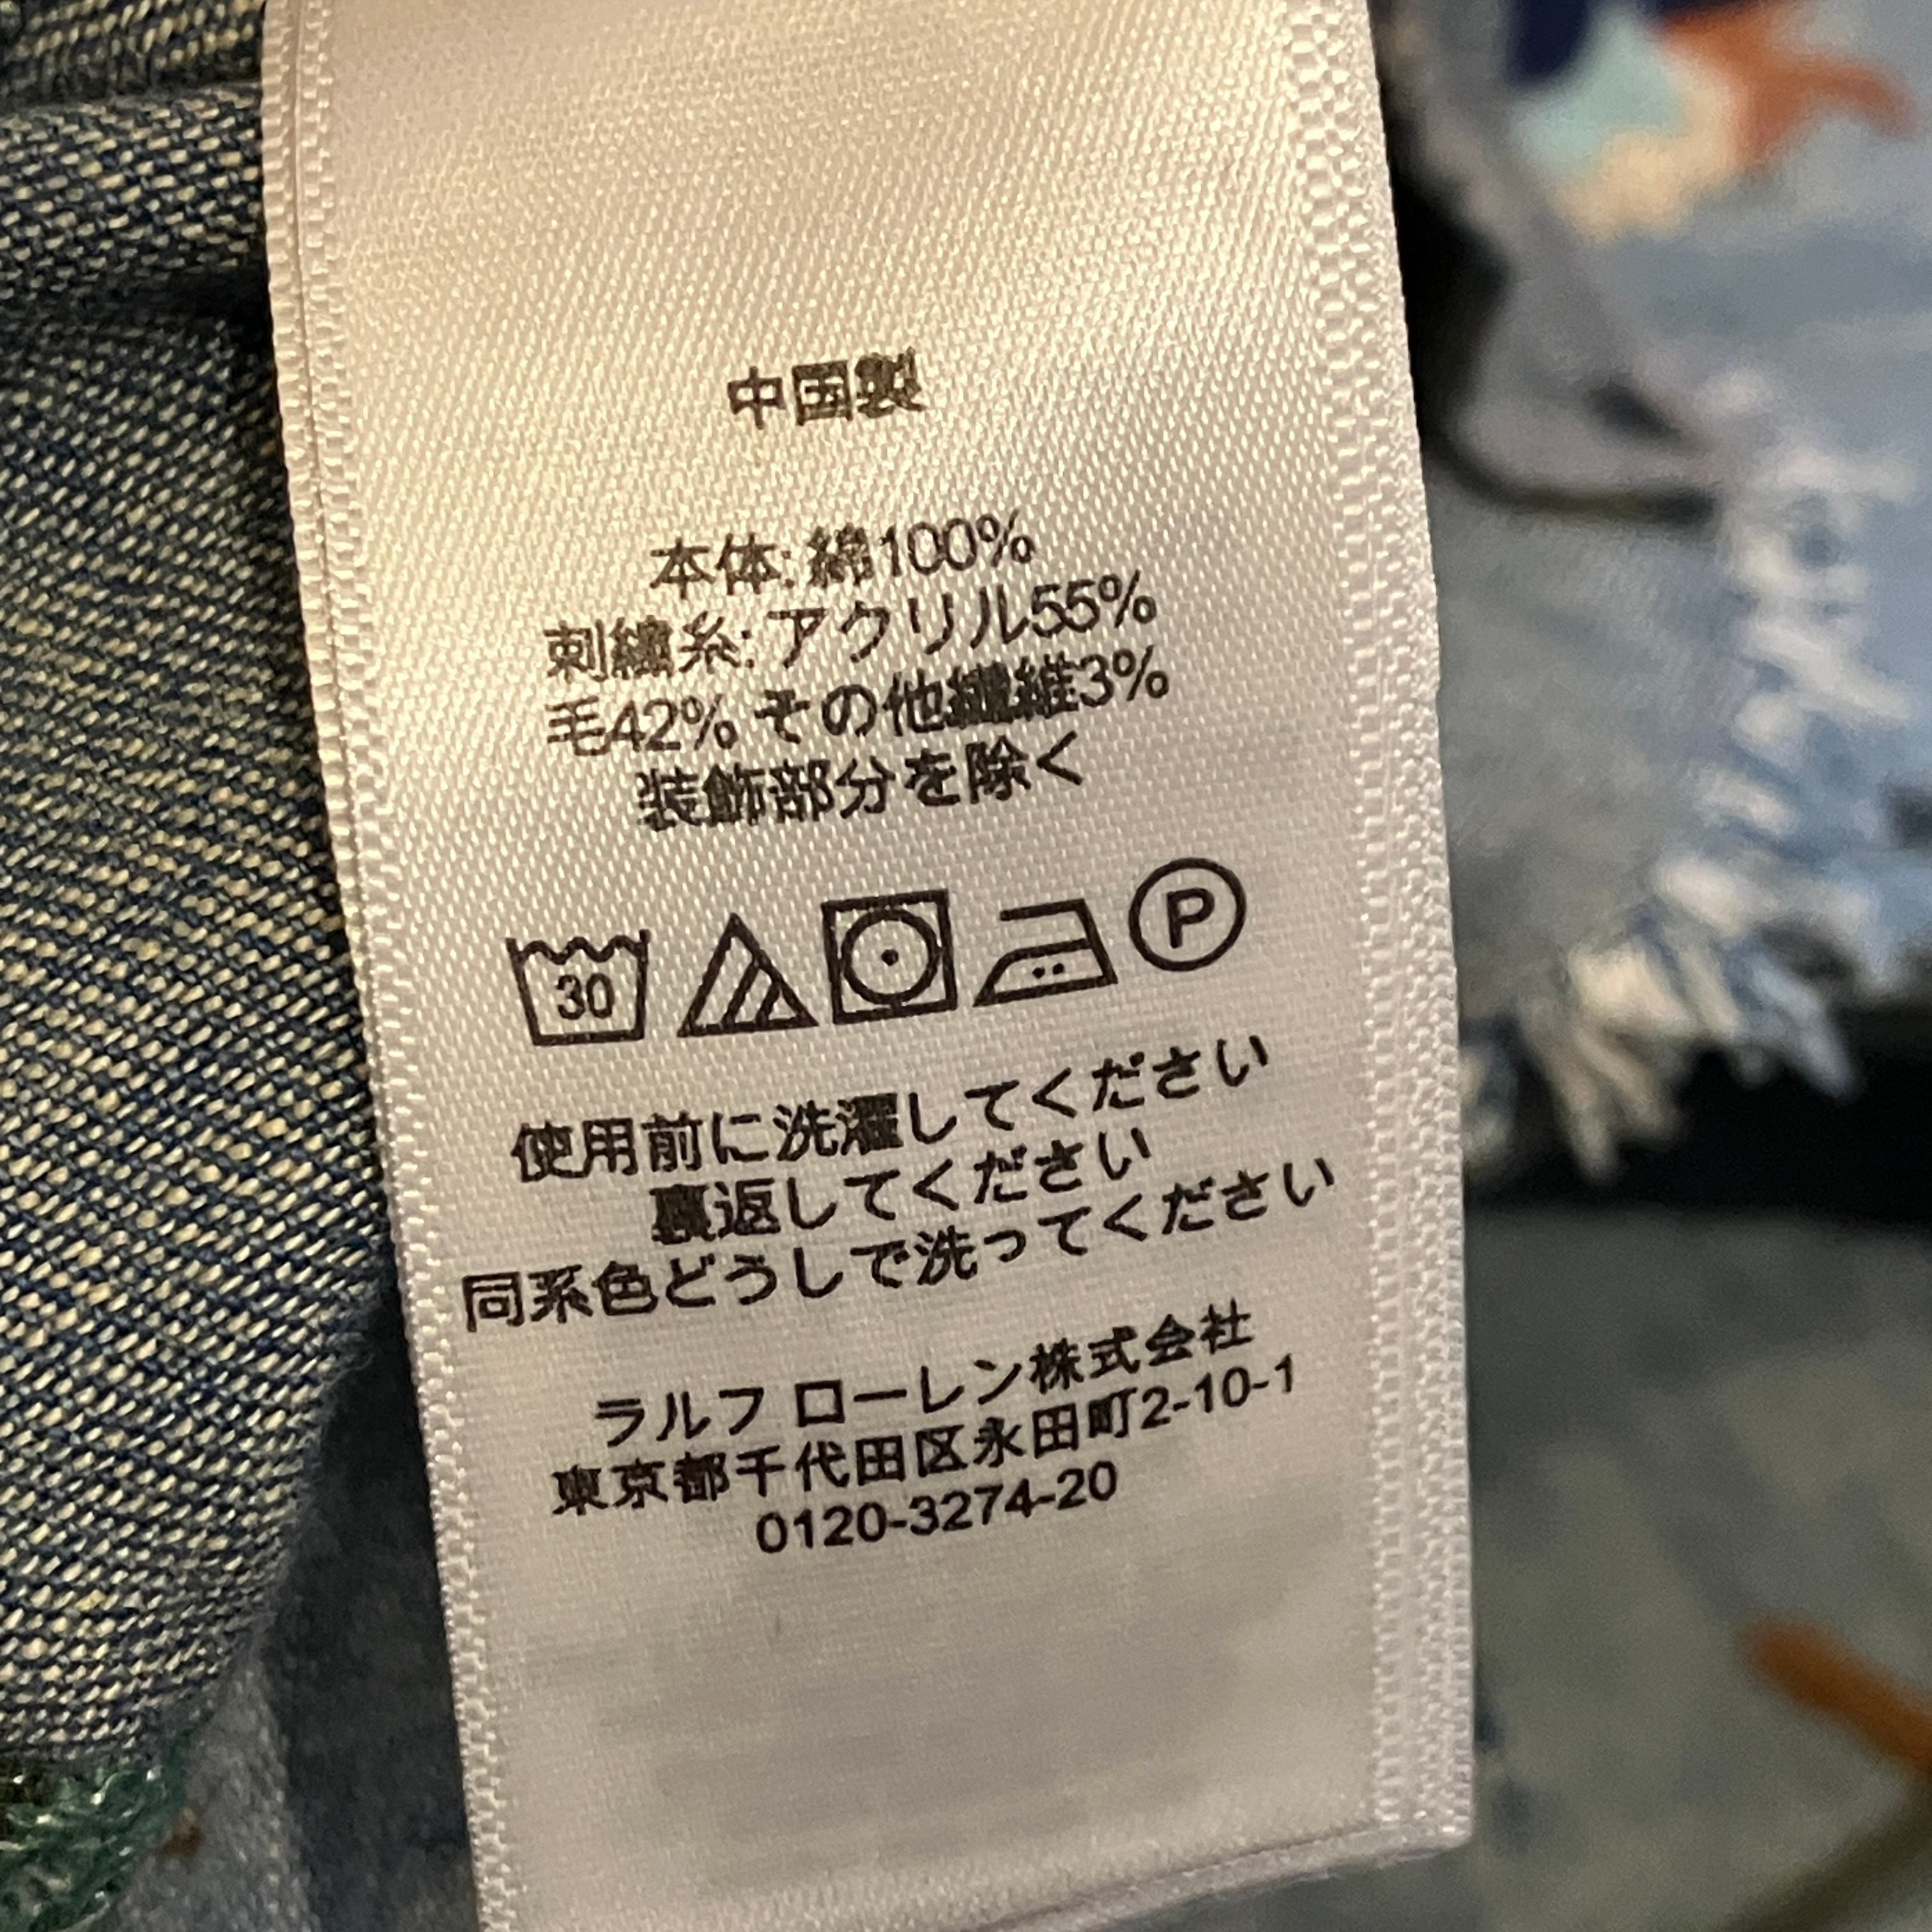 中国製
本体: 綿100%
刺繍糸: アクリル55%
毛42% その他繊維3%
装飾部分を除く
30
P
使用前に洗濯してください
裏返してください
同系色どうしで洗ってください
ラルフ ローレン株式会社
東京都千代田区永田町2-10-1
0120-3274-20